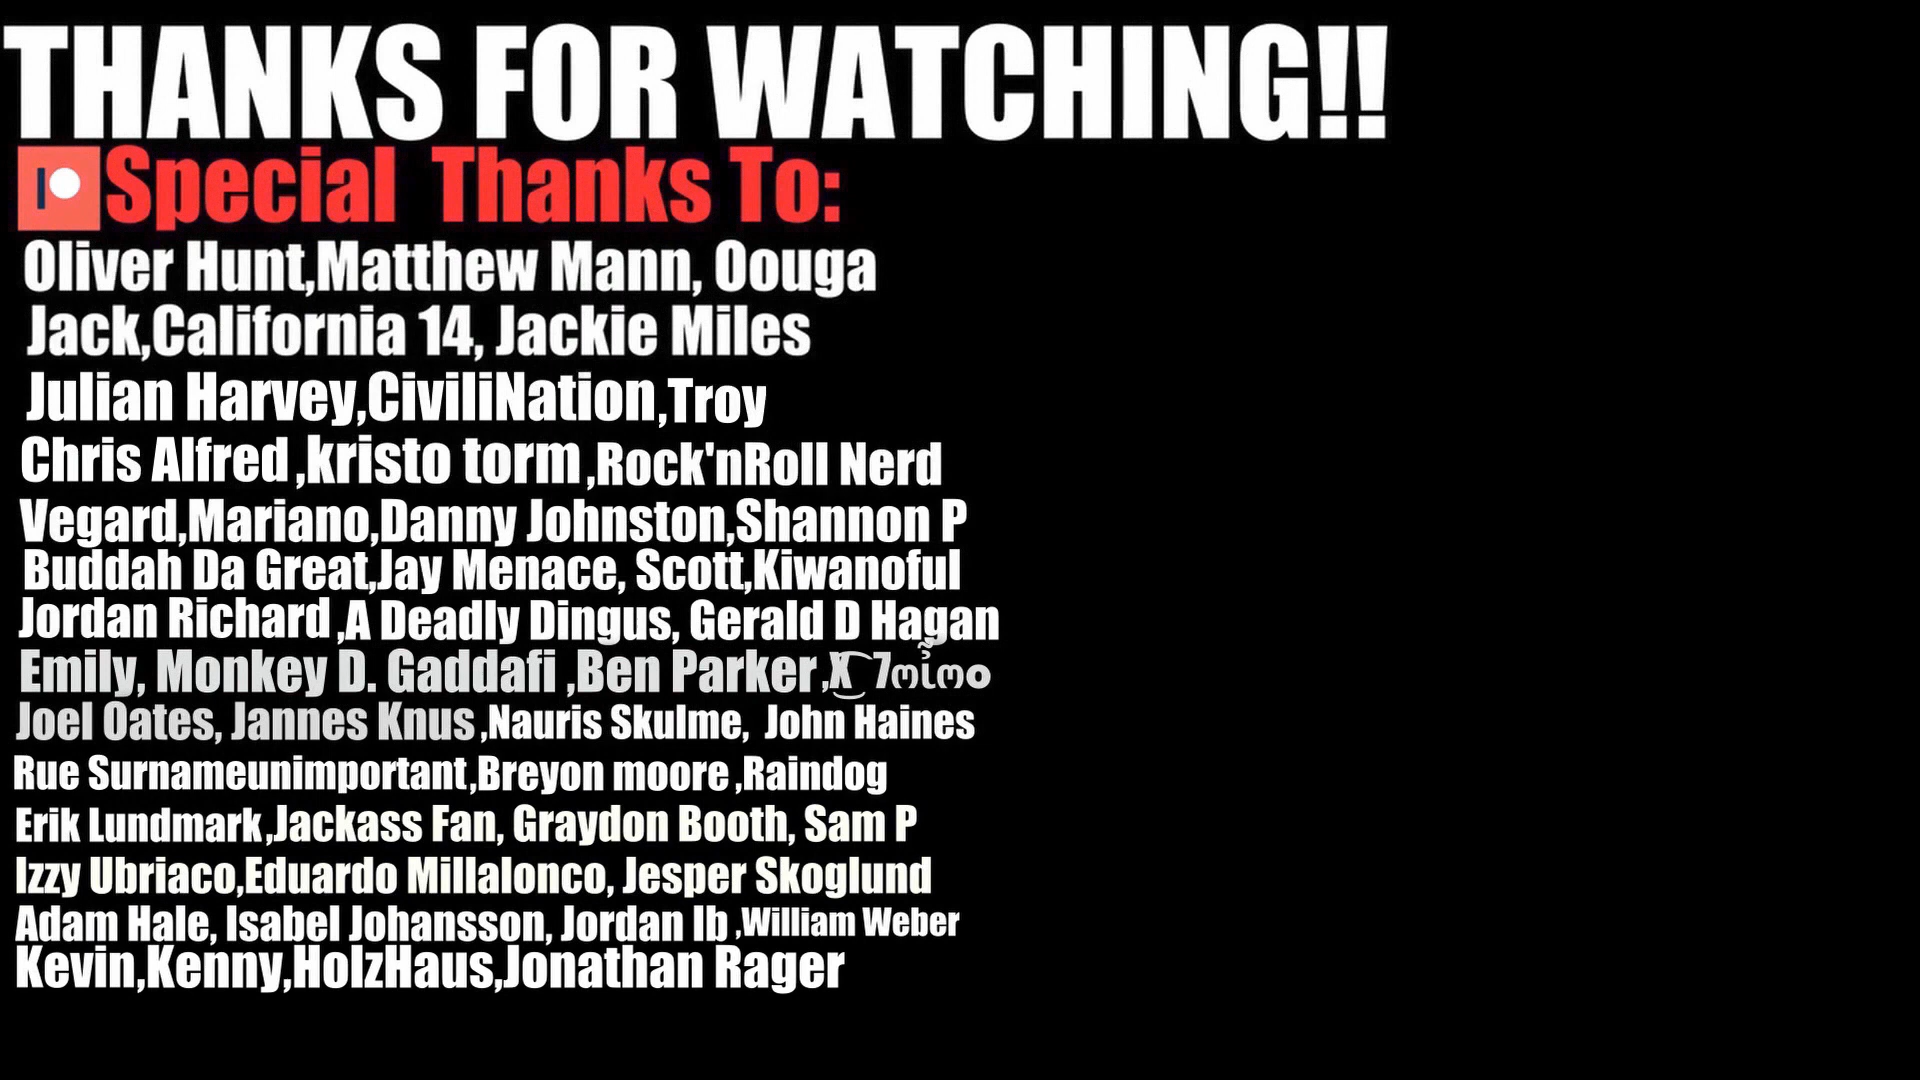 THANKS FOR WATCHING!!
Special Thanks To:
Oliver Hunt,Matthew Mann, Oouga
Jack,California 14, Jackie Miles
Julian Harvey,CiviliNation,Troy
Chris Alfred ,kristo torm ,Rock'nRoll Nerd
Vegard,Mariano,Danny Johnston,Shannon P
Buddah Da Great,Jay Menace, Scott,Kiwanoful
Jordan Richard ,A Deadly Dingus, Gerald D Hagan
Emily, Monkey D. Gaddafi ,Ben Parker,
Joel Oates, Jannes Knus ,Nauris Skulme, John Haines
Rue Surnameunimportant,Breyon moore ,Raindog
Erik Lundmark,Jackass Fan, Graydon Booth, Sam P
Izzy Ubriaco,Eduardo Millalonco, Jesper Skoglund
Adam Hale, Isabel Johansson, Jordan Ib ,William Weber
Kevin,Kenny,HolzHaus,Jonathan Rager